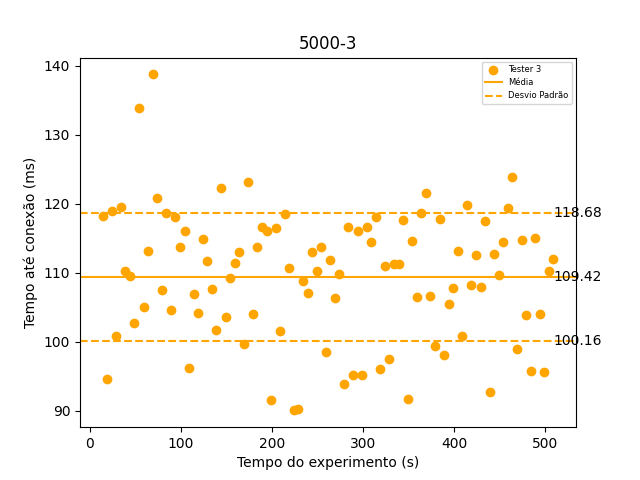 5000-3
Tempo até conexão (ms)
140
130
120
110
100
90
Tester 3
Média
Desvio Padrão
118.68
109.42
100.16
0 100 200 300 400 500
Tempo do experimento (s)